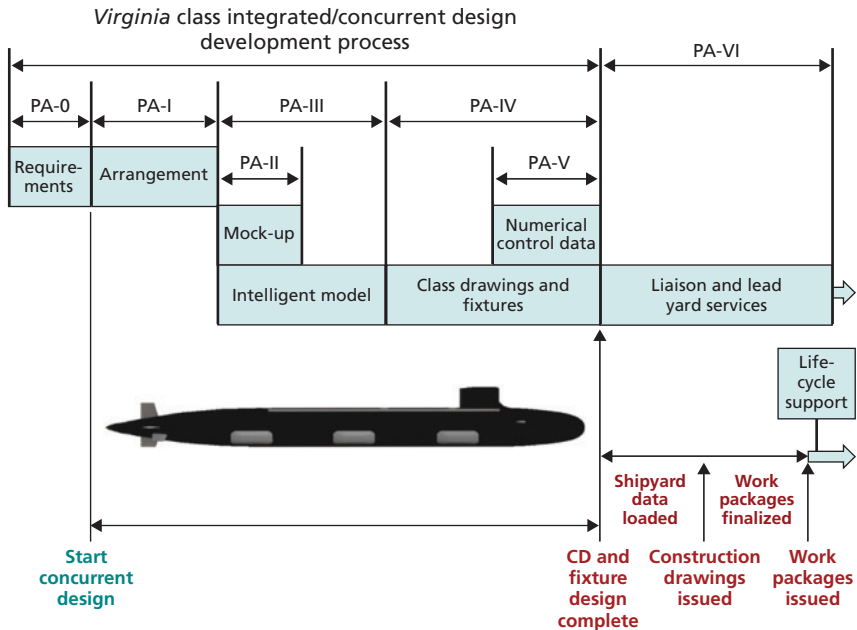 Virginia class integrated/concurrent design
development process
PA-VI
PA-0
PA-I
PA-III
PA-IV
PA-II
PA-V
Require-
ments
Arrangement
Mock-up
Numerical
control data
Intelligent model
Class drawings and
fixtures
Liaison and lead
yard services
Life-
cycle
support
Shipyard
data
loaded
Work
packages
finalized
Start
concurrent
design
CD and
fixture
design
complete
Construction
drawings
issued
Work
packages
issued